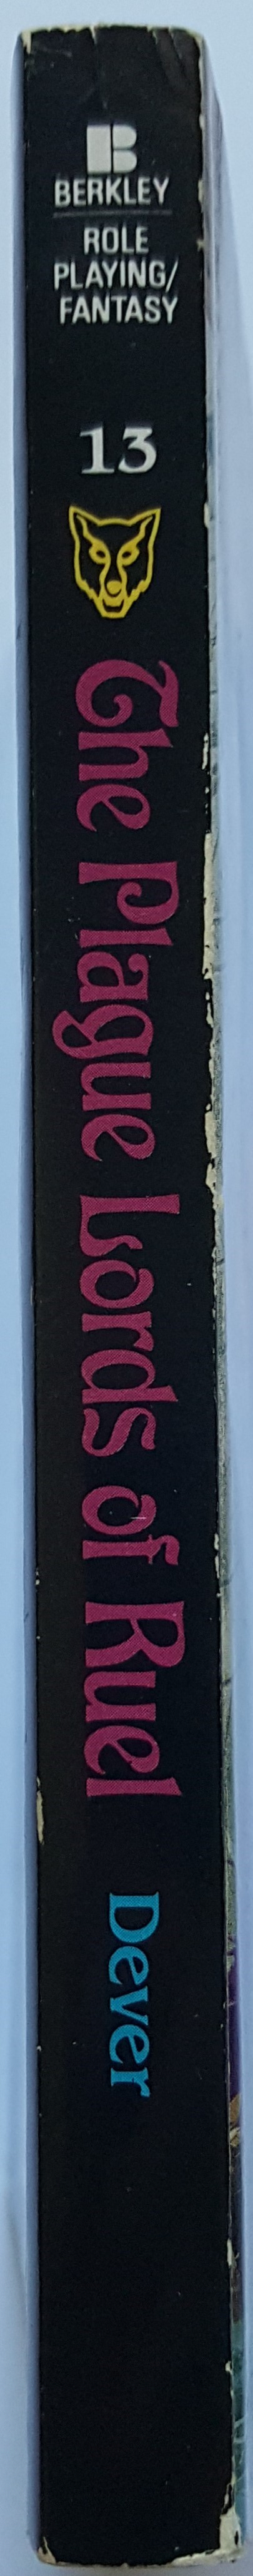 B
BERKLEY
ROLE
PLAYING/
FANTASY
13
The Plague Lords of Ruel
Dever